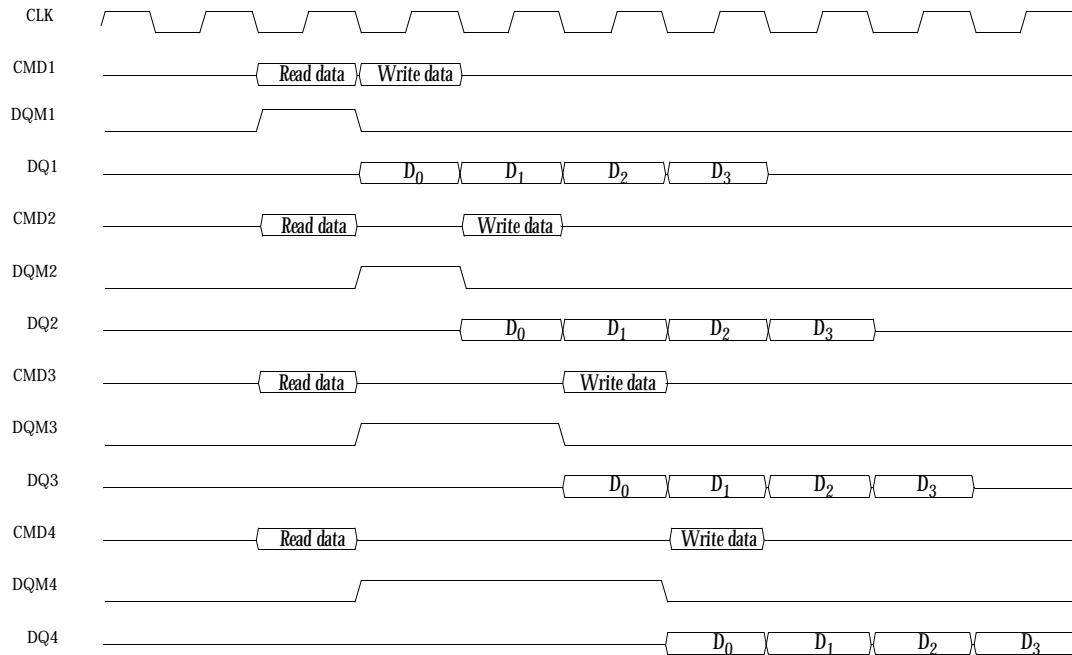 CLK
CMD1 Read data Write data
DQM1
DQ1 D0 D1 D2 D3
CMD2 Read data Write data
DQM2
DQ2 D0 D1 D2 D3
CMD3 Read data Write data
DQM3
DQ3 D0 D1 D2 D3
CMD4 Read data Write data
DQM4
DQ4 D0 D1 D2 D3